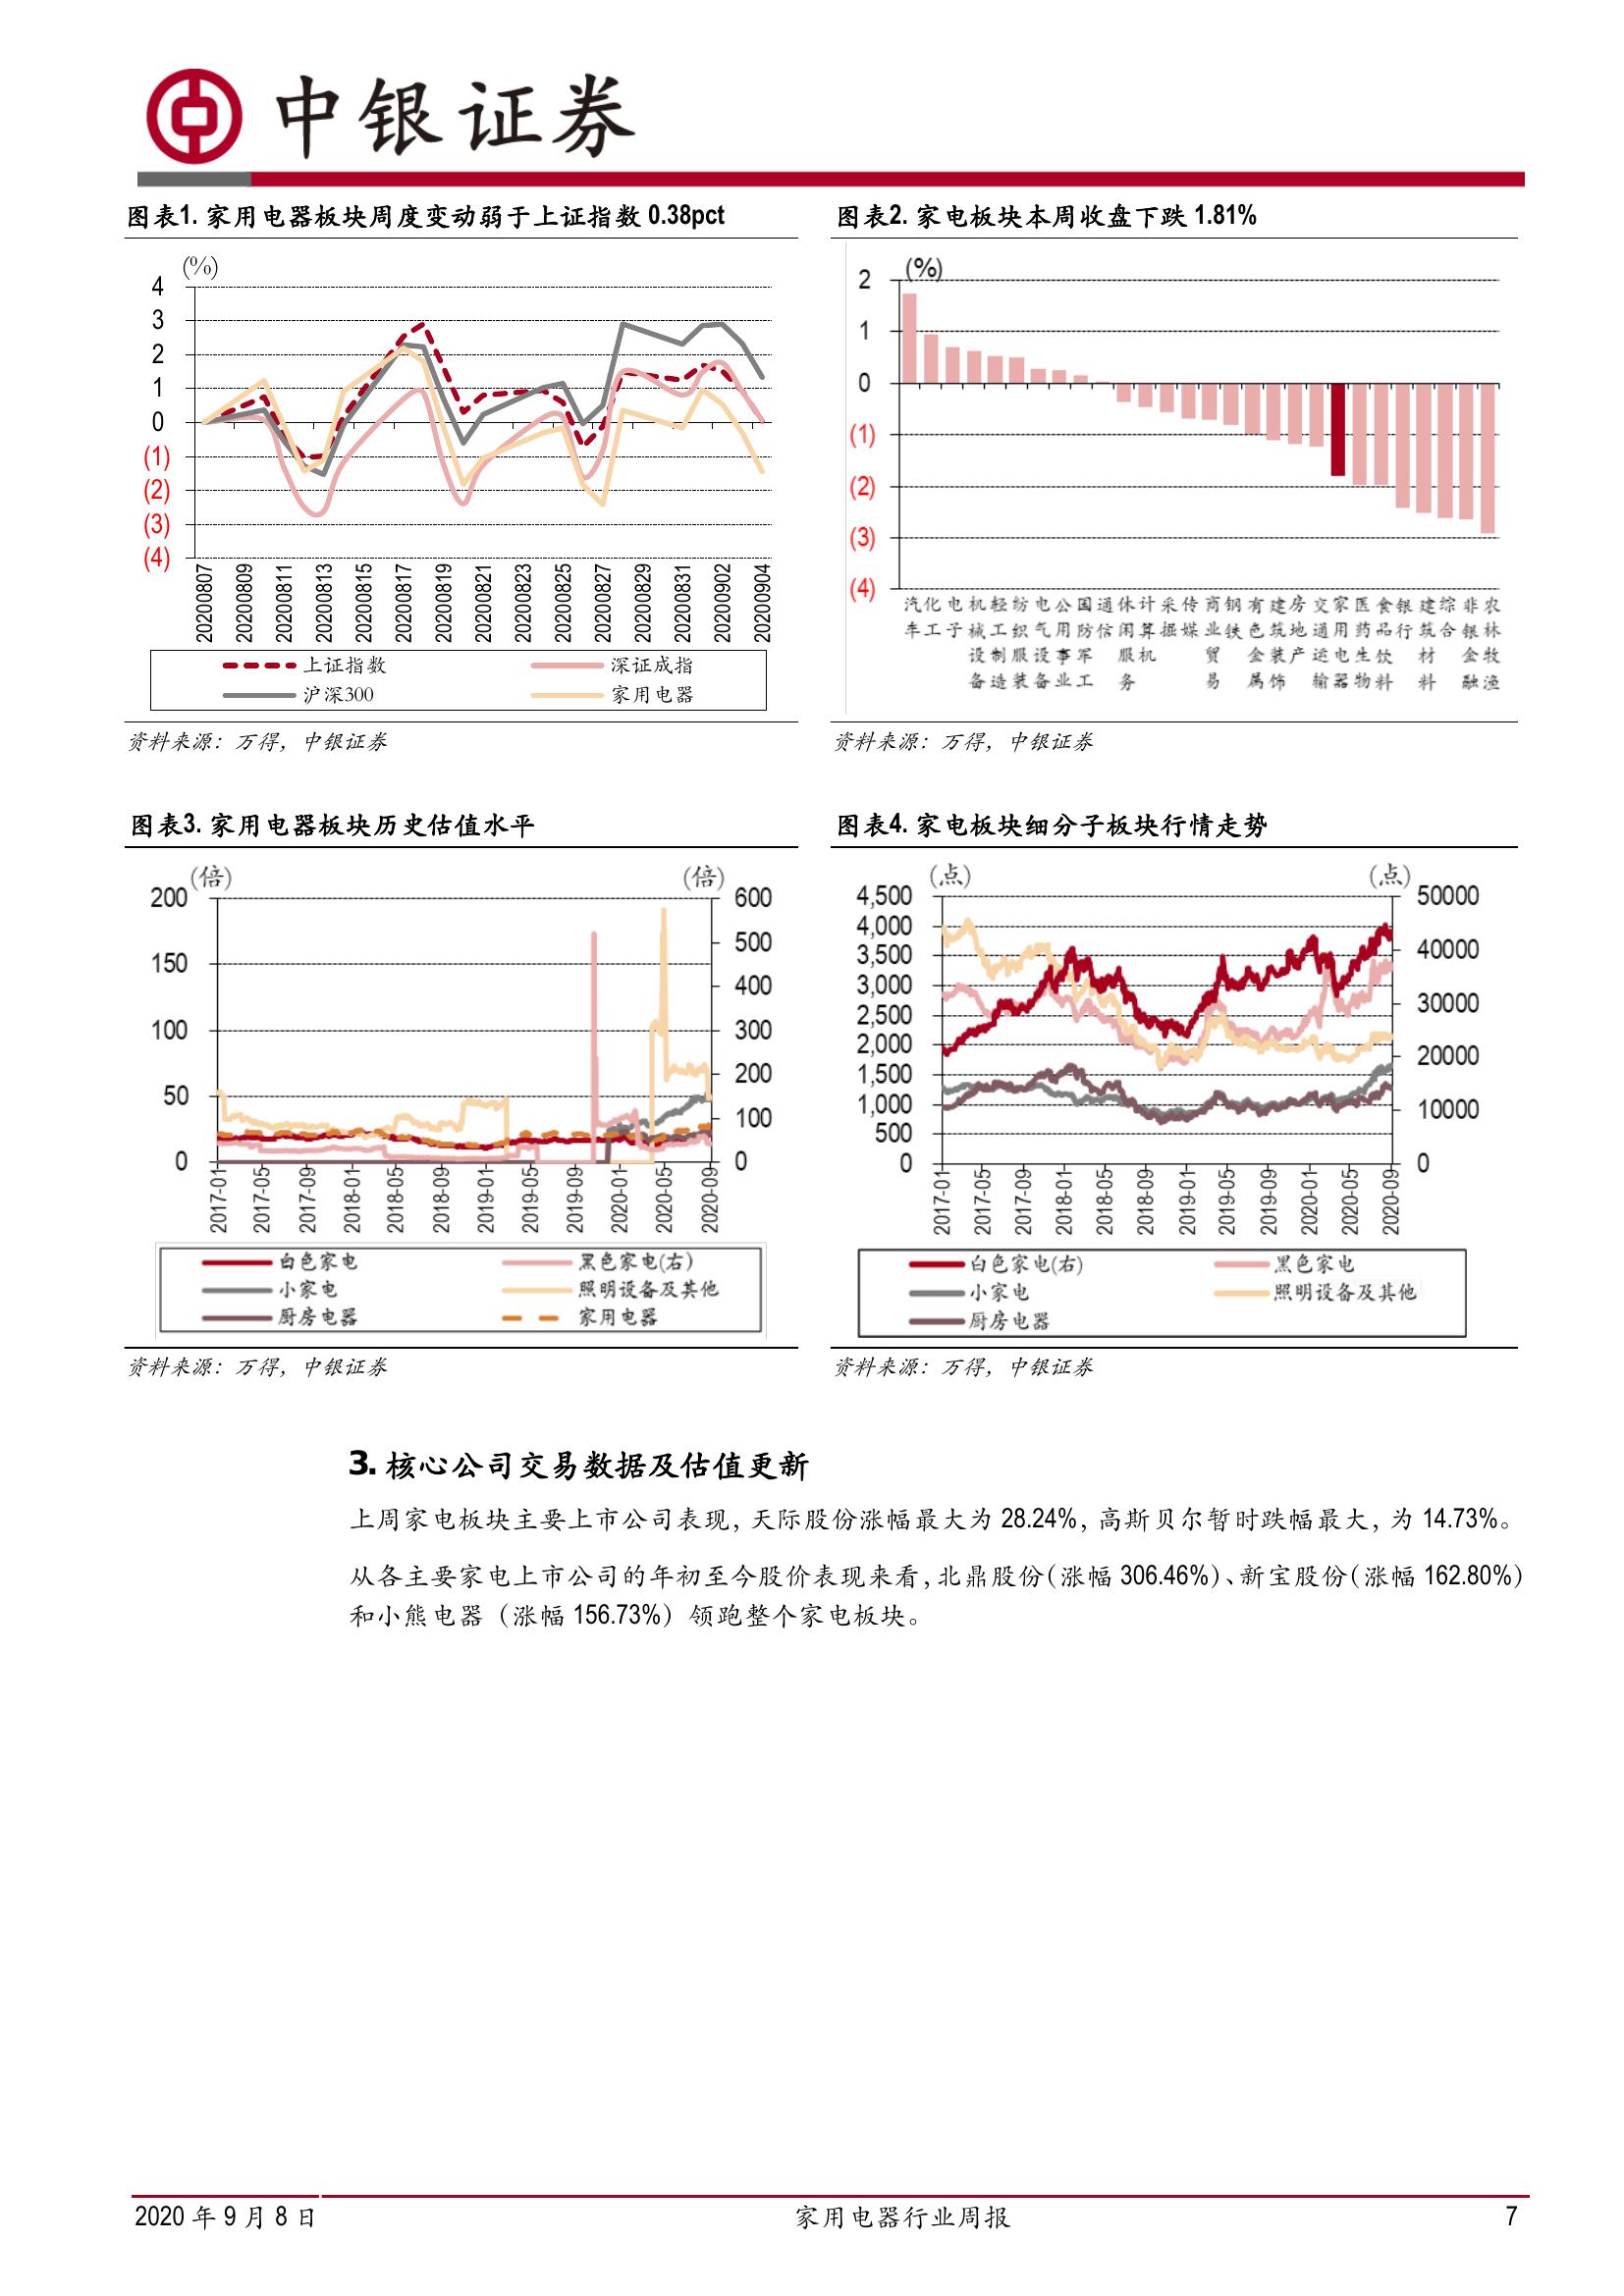 中银证券
图表1. 家用电器板块周度变动弱于上证指数 0.38pct
(%)
4
3
2
1
0
(1)
(2)
(3)
(4)
20200807
20200809
20200811
20200813
20200815
20200817
20200819
20200821
20200823
20200825
20200827
20200829
20200831
20200902
20200904
上证指数
深证成指
沪深300
家用电器
资料来源：万得，中银证券
图表2. 家电板块本周收盘下跌 1.81%
(%)
2
1
0
(1)
(2)
(3)
(4)
汽车
化工
电子
机械设备
轻工制造
纺织服装
电气设备
公用事业
国防军工
通信
休闲服务
计算机
采掘
传媒
商业贸易
钢铁
有色金属
建筑装饰
房地产
交通运输
家用电器
医药生物
食品饮料
银行
建筑材料
综合
非银金融
农林牧渔
资料来源：万得，中银证券
图表3. 家用电器板块历史估值水平
(倍)
(倍)
200
150
100
50
0
600
500
400
300
200
100
0
2017-01
2017-05
2017-09
2018-01
2018-05
2018-09
2019-01
2019-05
2019-09
2020-01
2020-05
2020-09
白色家电
黑色家电(右)
小家电
照明设备及其他
厨房电器
家用电器
资料来源：万得，中银证券
图表4. 家电板块细分子板块行情走势
(点)
(点)
4,500
4,000
3,500
3,000
2,500
2,000
1,500
1,000
500
0
50000
40000
30000
20000
10000
0
2017-01
2017-05
2017-09
2018-01
2018-05
2018-09
2019-01
2019-05
2019-09
2020-01
2020-05
2020-09
白色家电(右)
黑色家电
小家电
照明设备及其他
厨房电器
资料来源：万得，中银证券
3. 核心公司交易数据及估值更新
上周家电板块主要上市公司表现，天际股份涨幅最大为 28.24%，高斯贝尔暂时跌幅最大，为 14.73%。
从各主要家电上市公司的年初至今股价表现来看，北鼎股份（涨幅 306.46%）、新宝股份（涨幅 162.80%）
和小熊电器（涨幅 156.73%）领跑整个家电板块。
2020 年 9 月 8 日
家用电器行业周报
7